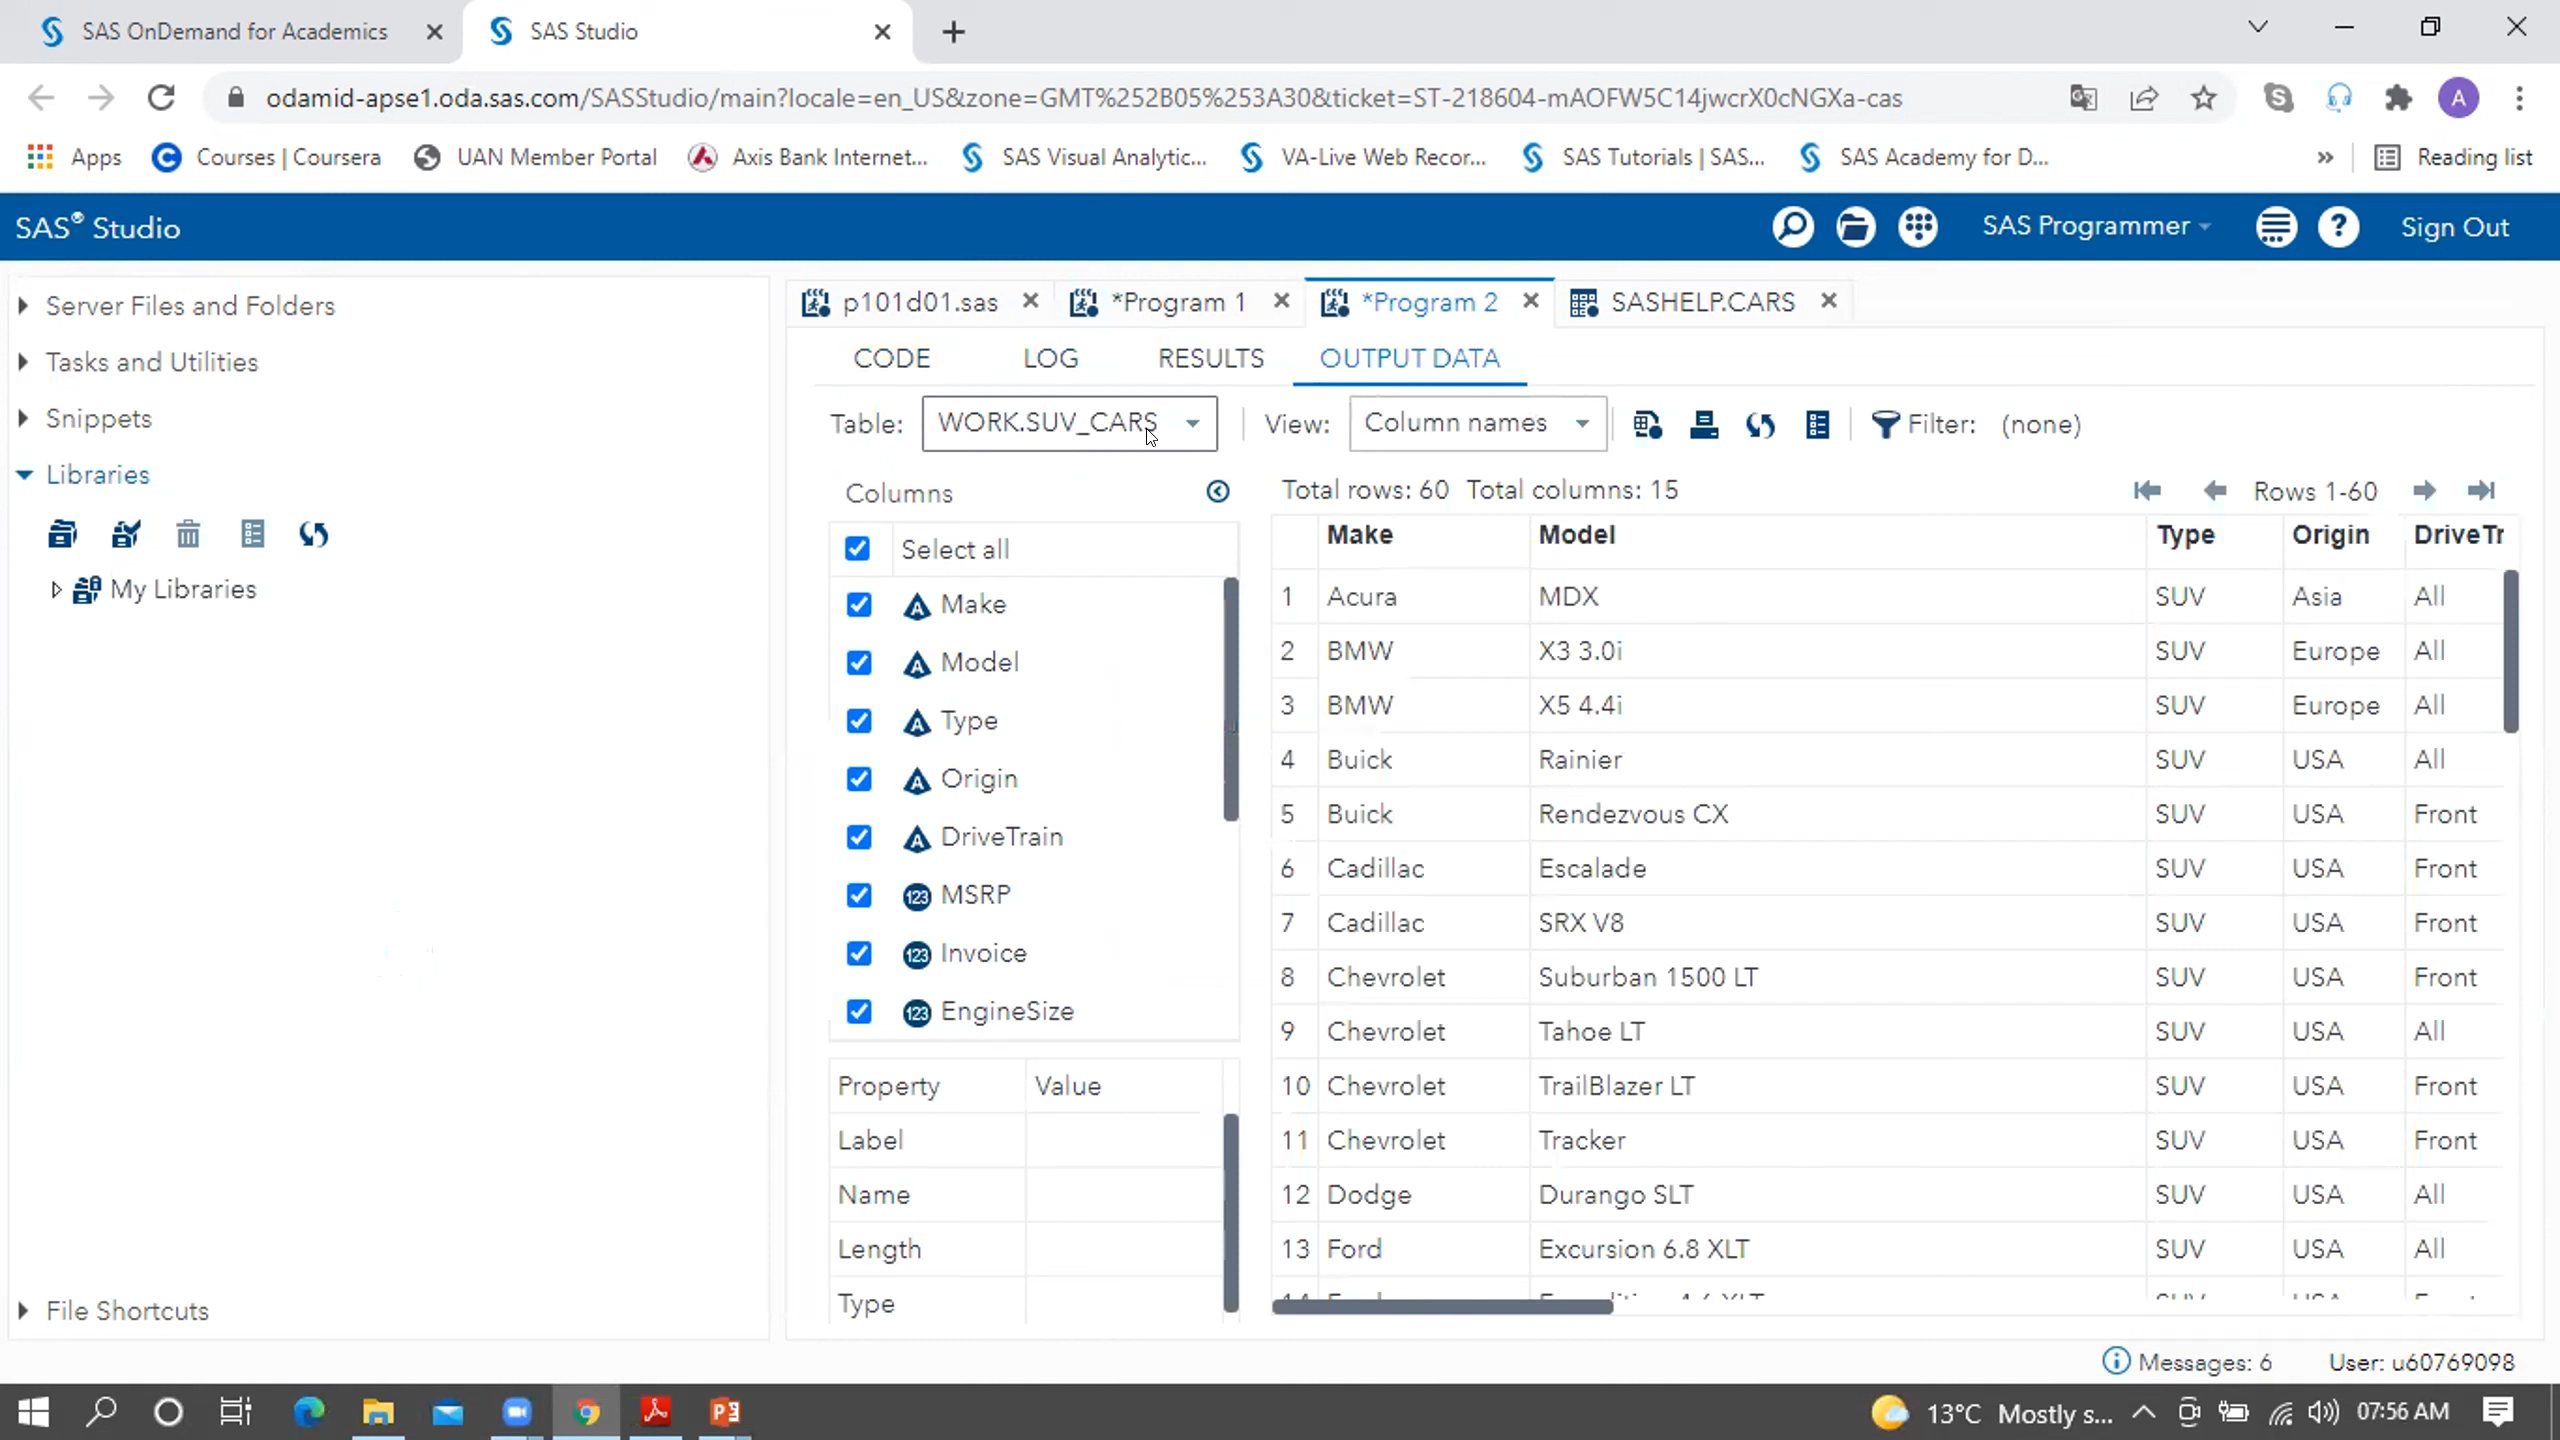 SAS OnDemand for Academics
SAS Studio
odamid-apse1.oda.sas.com/SASStudio/main?locale=en_US&zone=GMT%252B05%253A30&ticket=ST-218604-mAOFW5C14jwcrX0cNGXa-cas
A
Apps
Courses | Coursera
UAN Member Portal
Axis Bank Internet...
SAS Visual Analytic...
VA-Live Web Recor...
SAS Tutorials | SAS...
SAS Academy for D...
Reading list
SAS® Studio
SAS Programmer
Sign Out
Server Files and Folders
Tasks and Utilities
Snippets
Libraries
My Libraries
File Shortcuts
p101d01.sas
*Program 1
*Program 2
SASHELP.CARS
CODE LOG RESULTS OUTPUT DATA
Table: WORK.SUV_CARS View: Column names Filter: (none)
Columns
Select all
Make
Model
Type
Origin
DriveTrain
MSRP
Invoice
EngineSize
Property Value
Label
Name
Length
Type
Total rows: 60 Total columns: 15
Rows 1-60
Make Model Type Origin DriveTr
1 Acura MDX SUV Asia All
2 BMW X3 3.0i SUV Europe All
3 BMW X5 4.4i SUV Europe All
4 Buick Rainier SUV USA All
5 Buick Rendezvous CX SUV USA Front
6 Cadillac Escalade SUV USA Front
7 Cadillac SRX V8 SUV USA Front
8 Chevrolet Suburban 1500 LT SUV USA Front
9 Chevrolet Tahoe LT SUV USA All
10 Chevrolet TrailBlazer LT SUV USA Front
11 Chevrolet Tracker SUV USA Front
12 Dodge Durango SLT SUV USA All
13 Ford Excursion 6.8 XLT SUV USA All
Messages: 6 User: u60769098
13°C Mostly s...
07:56 AM